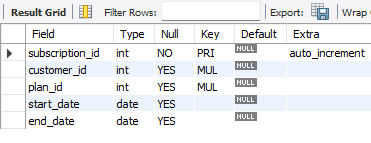 Result Grid Filter Rows: Export: Wrap C
Field Type Null Key Default Extra
subscription_id int NO PRI NULL auto_increment
customer_id int YES MUL NULL
plan_id int YES MUL NULL
start_date date YES NULL
end_date date YES NULL